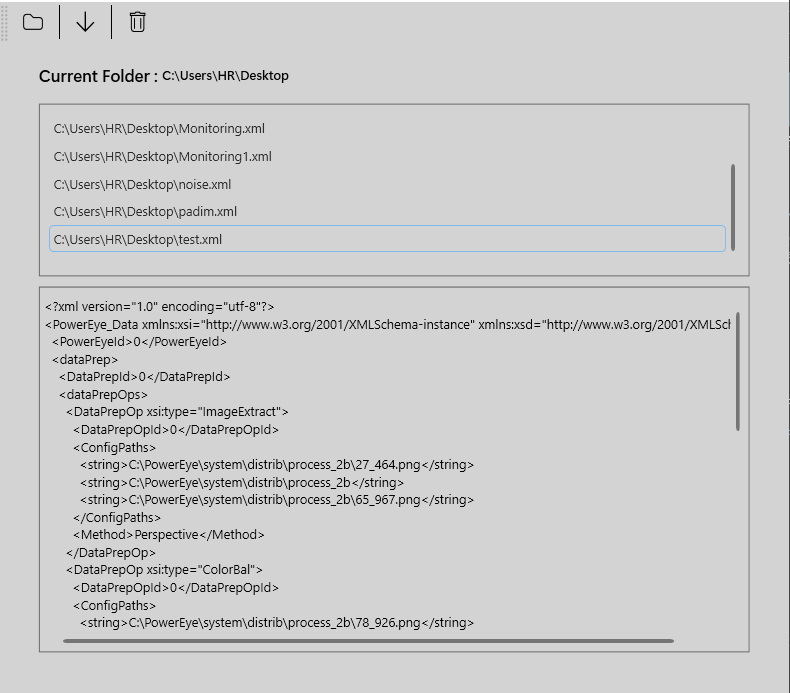 Current Folder : C:\Users\HR\Desktop
C:\Users\HR\Desktop\Monitoring.xml
C:\Users\HR\Desktop\Monitoring1.xml
C:\Users\HR\Desktop\noise.xml
C:\Users\HR\Desktop\padim.xml
C:\Users\HR\Desktop\test.xml
<?xml version="1.0" encoding="utf-8"?>
<PowerEye_Data xmlns:xsi="http://www.w3.org/2001/XMLSchema-instance" xmlns:xsd="http://www.w3.org/2001/XMLSch
<PowerEyeId>0</PowerEyeId>
<dataPrep>
<DataPrepId>0</DataPrepId>
<dataPrepOps>
<DataPrepOp xsi:type="ImageExtract">
<DataPrepOpId>0</DataPrepOpId>
<ConfigPaths>
<string>C:\PowerEye\system\distrib\process_2b\27_464.png</string>
<string>C:\PowerEye\system\distrib\process_2b</string>
<string>C:\PowerEye\system\distrib\process_2b\65_967.png</string>
</ConfigPaths>
<Method>Perspective</Method>
</DataPrepOp>
<DataPrepOp xsi:type="ColorBal">
<DataPrepOpId>0</DataPrepOpId>
<ConfigPaths>
<string>C:\PowerEye\system\distrib\process_2b\78_926.png</string>